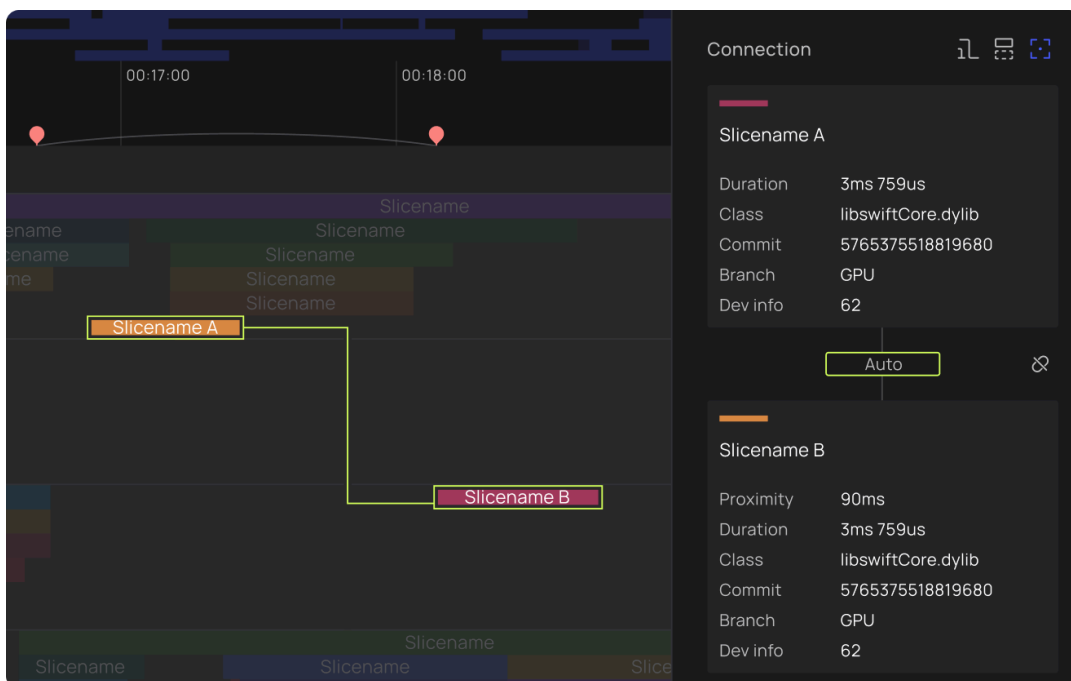 00:17:00
00:18:00
Slicename
ename
Slicename
cename
Slicename
me
Slicename
Slicename
Slicename A
Slicename B
Slicename
Slicename
Slicename
Slice
Connection
Slicename A
Duration 3ms 759us
Class libswiftCore.dylib
Commit 5765375518819680
Branch GPU
Dev info 62
Auto
Slicename B
Proximity 90ms
Duration 3ms 759us
Class libswiftCore.dylib
Commit 5765375518819680
Branch GPU
Dev info 62